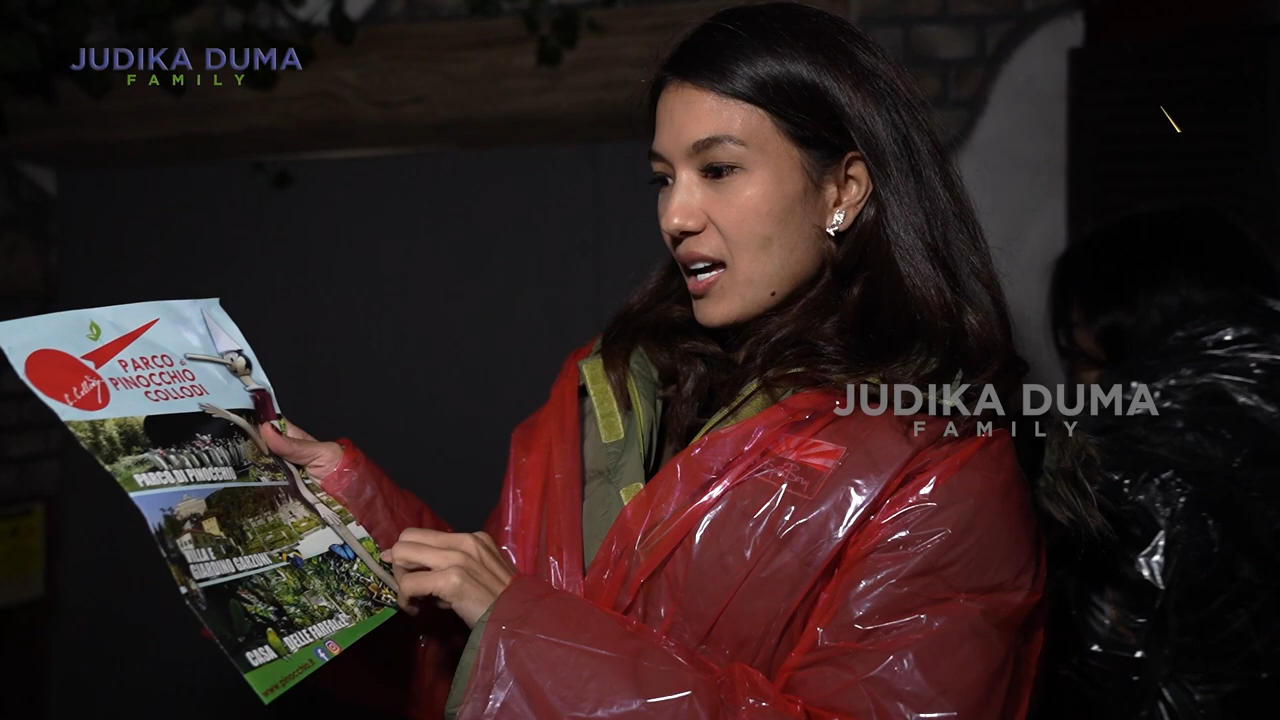 JUDIKA DUMA
FAMILY
PARCO di
PINOCCHIO
COLLODI
C. Collodi
PARCO DI PINOCCHIO
VILLA E
GIARDINO GARZONI
CASA DELLE FARFALLE
www.pinocchio.it
JUDIKA DUMA
FAMILY